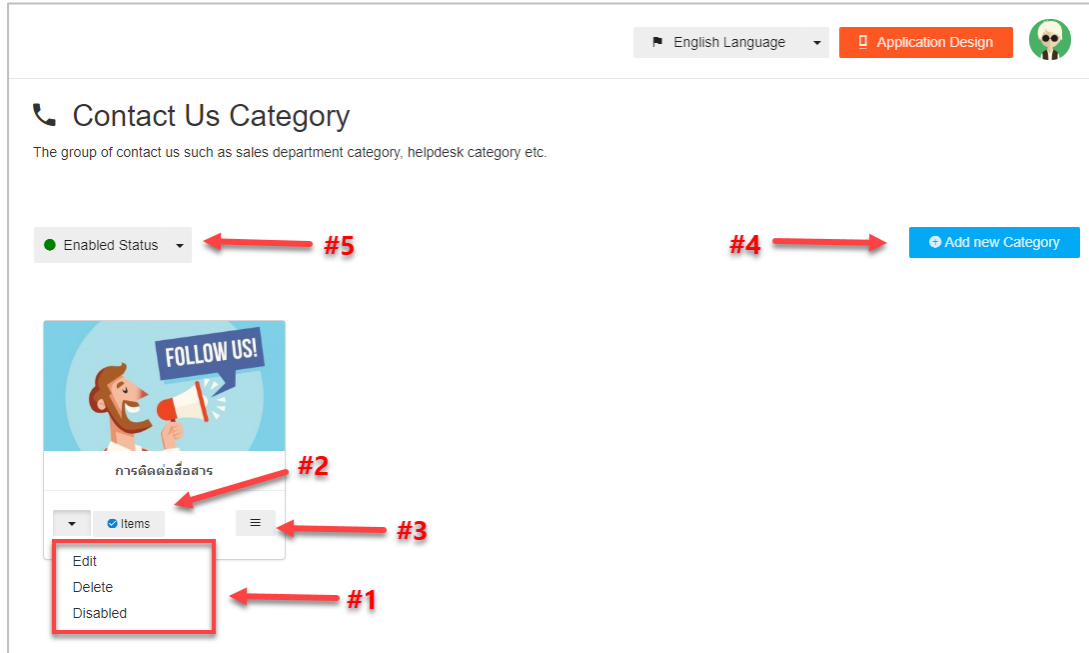 English Language
Application Design
Contact Us Category
The group of contact us such as sales department category, helpdesk category etc.
Enabled Status
#5
#4
Add new Category
FOLLOW US!
การติดต่อสื่อสาร
#2
Items
#3
Edit
Delete
Disabled
#1